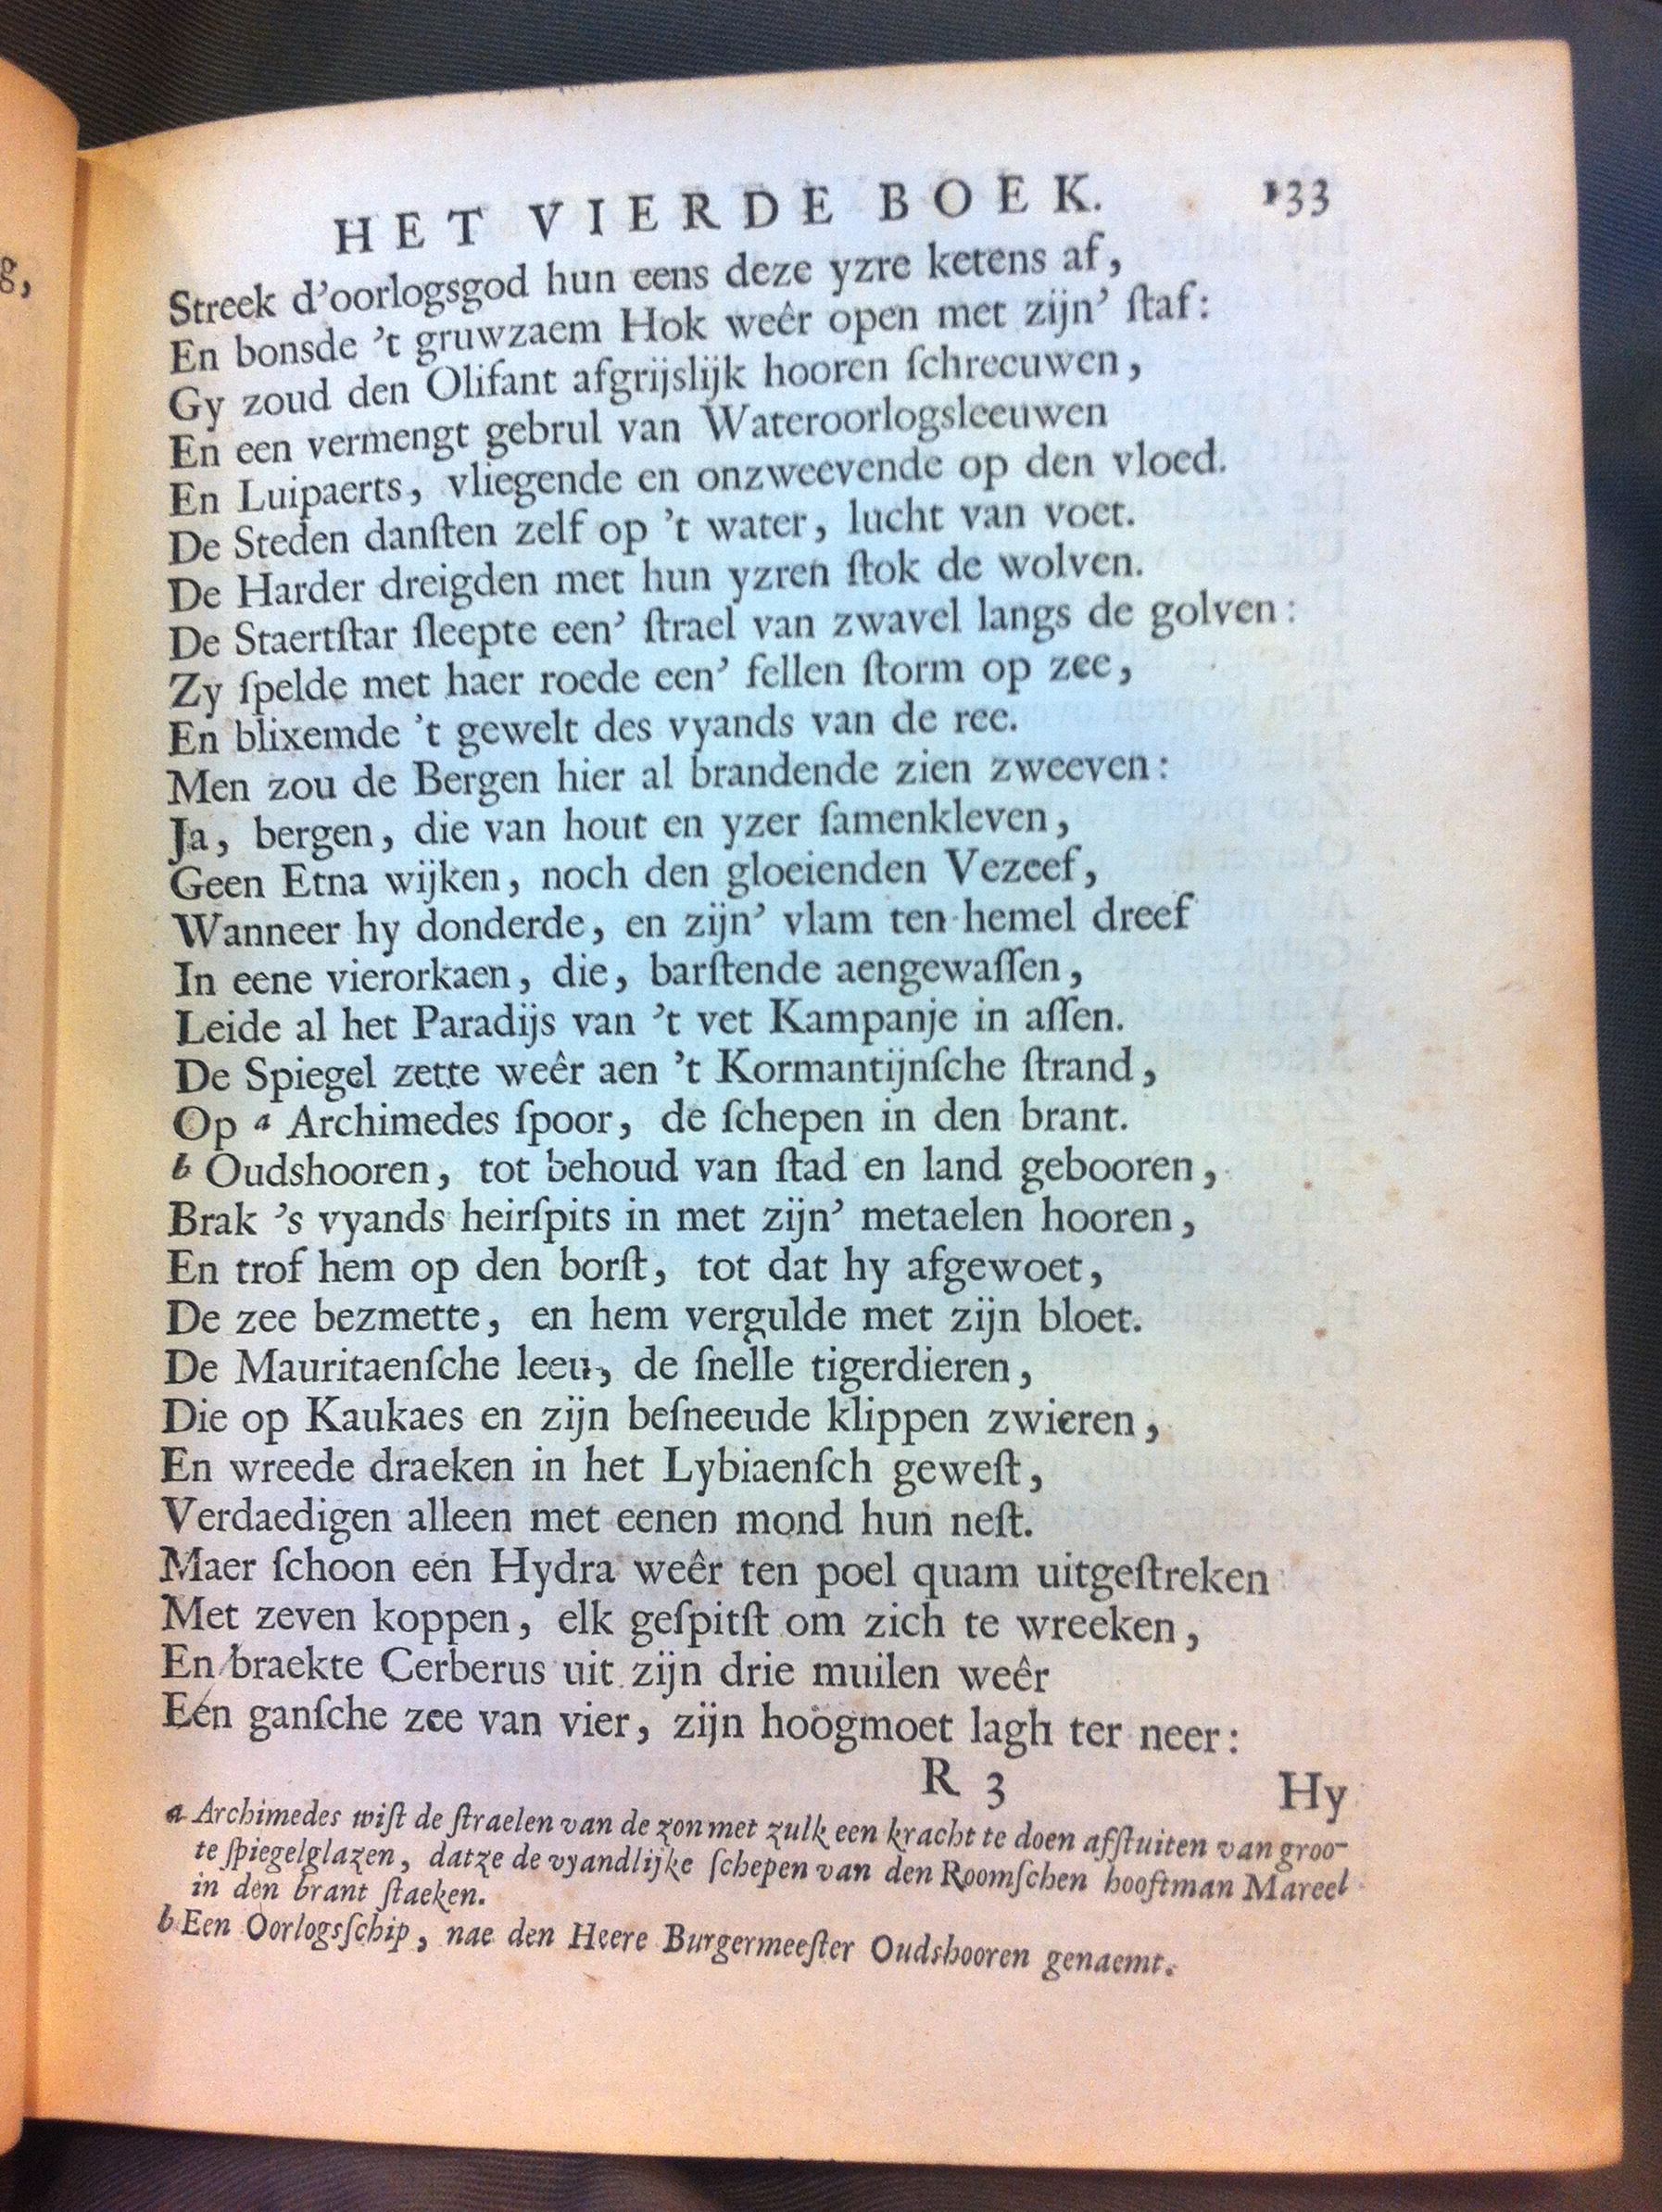 g,
HET VIERDE BOEK. 133
Streek d'oorlogsgod hun eens deze yzre ketens af,
En bonsde 't gruwzaem Hok weêr open met zijn' ſtaf:
Gy zoud den Olifant afgrijslijk hooren ſchreeuwen,
En een vermengt gebrul van Wateroorlogsleeuwen
En Luipaerts, vliegende en onzweevende op den vloed.
De Steden danſten zelf op 't water, lucht van voet.
De Harder dreigden met hun yzren ſtok de wolven.
De Staertſtar ſleepte een' ſtrael van zwavel langs de golven:
Zy ſpelde met haer roede een' fellen ſtorm op zee,
En blixemde 't gewelt des vyands van de ree.
Men zou de Bergen hier al brandende zien zweeven:
Ja, bergen, die van hout en yzer ſamenkleven,
Geen Etna wijken, noch den gloeienden Vezeef,
Wanneer hy donderde, en zijn' vlam ten hemel dreef
In eene vierorkaen, die, barſtende aengewaſſen,
Leide al het Paradijs van 't vet Kampanje in aſſen.
De Spiegel zette weêr aen 't Kormantijnſche ſtrand,
Op a Archimedes ſpoor, de ſchepen in den brant.
b Oudshooren, tot behoud van ſtad en land gebooren,
Brak 's vyands heirſpits in met zijn' metaelen hooren,
En trof hem op den borſt, tot dat hy afgewoet,
De zee bezmette, en hem vergulde met zijn bloet.
De Mauritaenſche leeu, de ſnelle tigerdieren,
Die op Kaukaes en zijn beſneeude klippen zwieren,
En wreede draeken in het Lybiaenſch geweſt,
Verdaedigen alleen met eenen mond hun neſt.
Maer ſchoon een Hydra weêr ten poel quam uitgeſtreken
Met zeven koppen, elk geſpitſt om zich te wreeken,
En braekte Cerberus uit zijn drie muilen weêr
Eén ganſche zee van vier, zijn hoogmoet lagh ter neer:
R 3 Hy
a Archimedes wiſt de ſtraelen van de zon met zulk een kracht te doen afſtuiten van groo-
te ſpiegelglazen, datze de vyandlijke ſchepen van den Roomſchen hooftman Marcel
in den brant ſtaeken.
b Een Oorlogsſchip, nae den Heere Burgermeeſter Oudshooren genaemt.